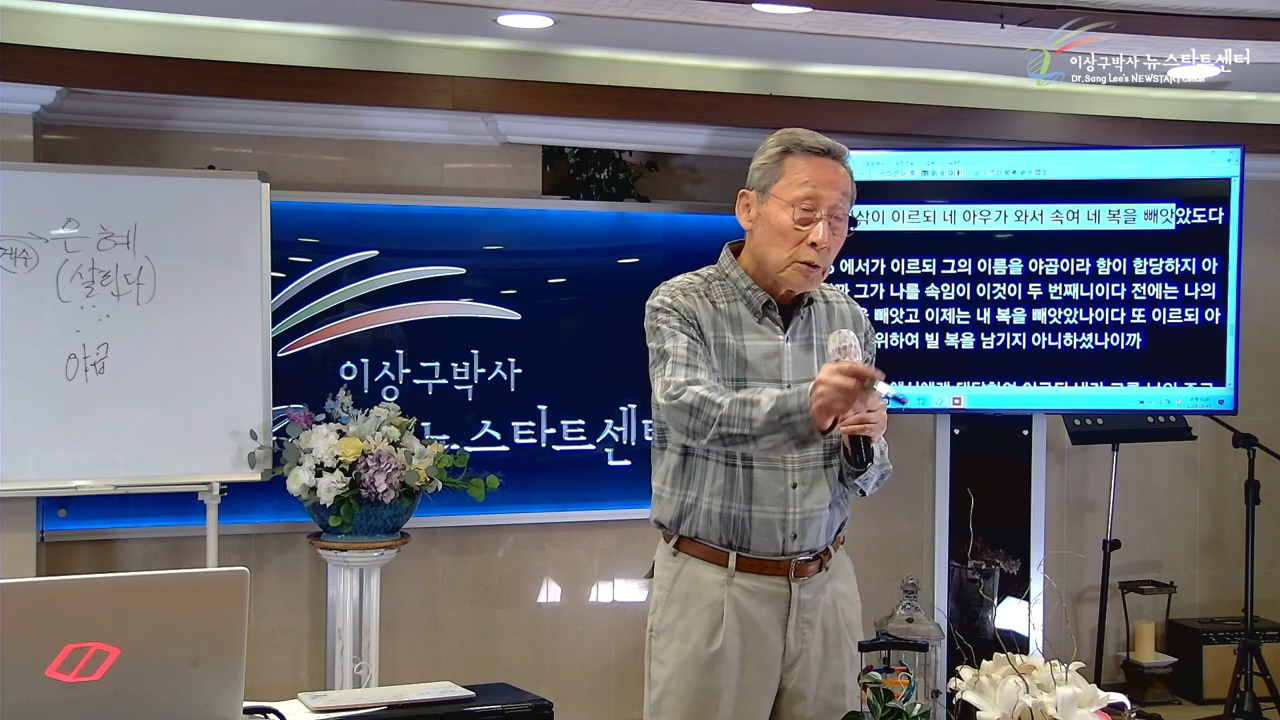 이상구박사 뉴스타트센터
Dr. Sang Lee's NEWSTART Center
은혜
(살린다)
야곱
이상구박사
뉴스타트센터
이르되 네 아우가 와서 속여 네 복을 빼앗았도다
에서가 이르되 그의 이름을 야곱이라 함이 합당하지 아
그가 나를 속임이 이것이 두 번째니이다 전에는 나의
빼앗고 이제는 내 복을 빼앗았나이다 또 이르되 아
위하여 빌 복을 남기지 아니하셨나이까